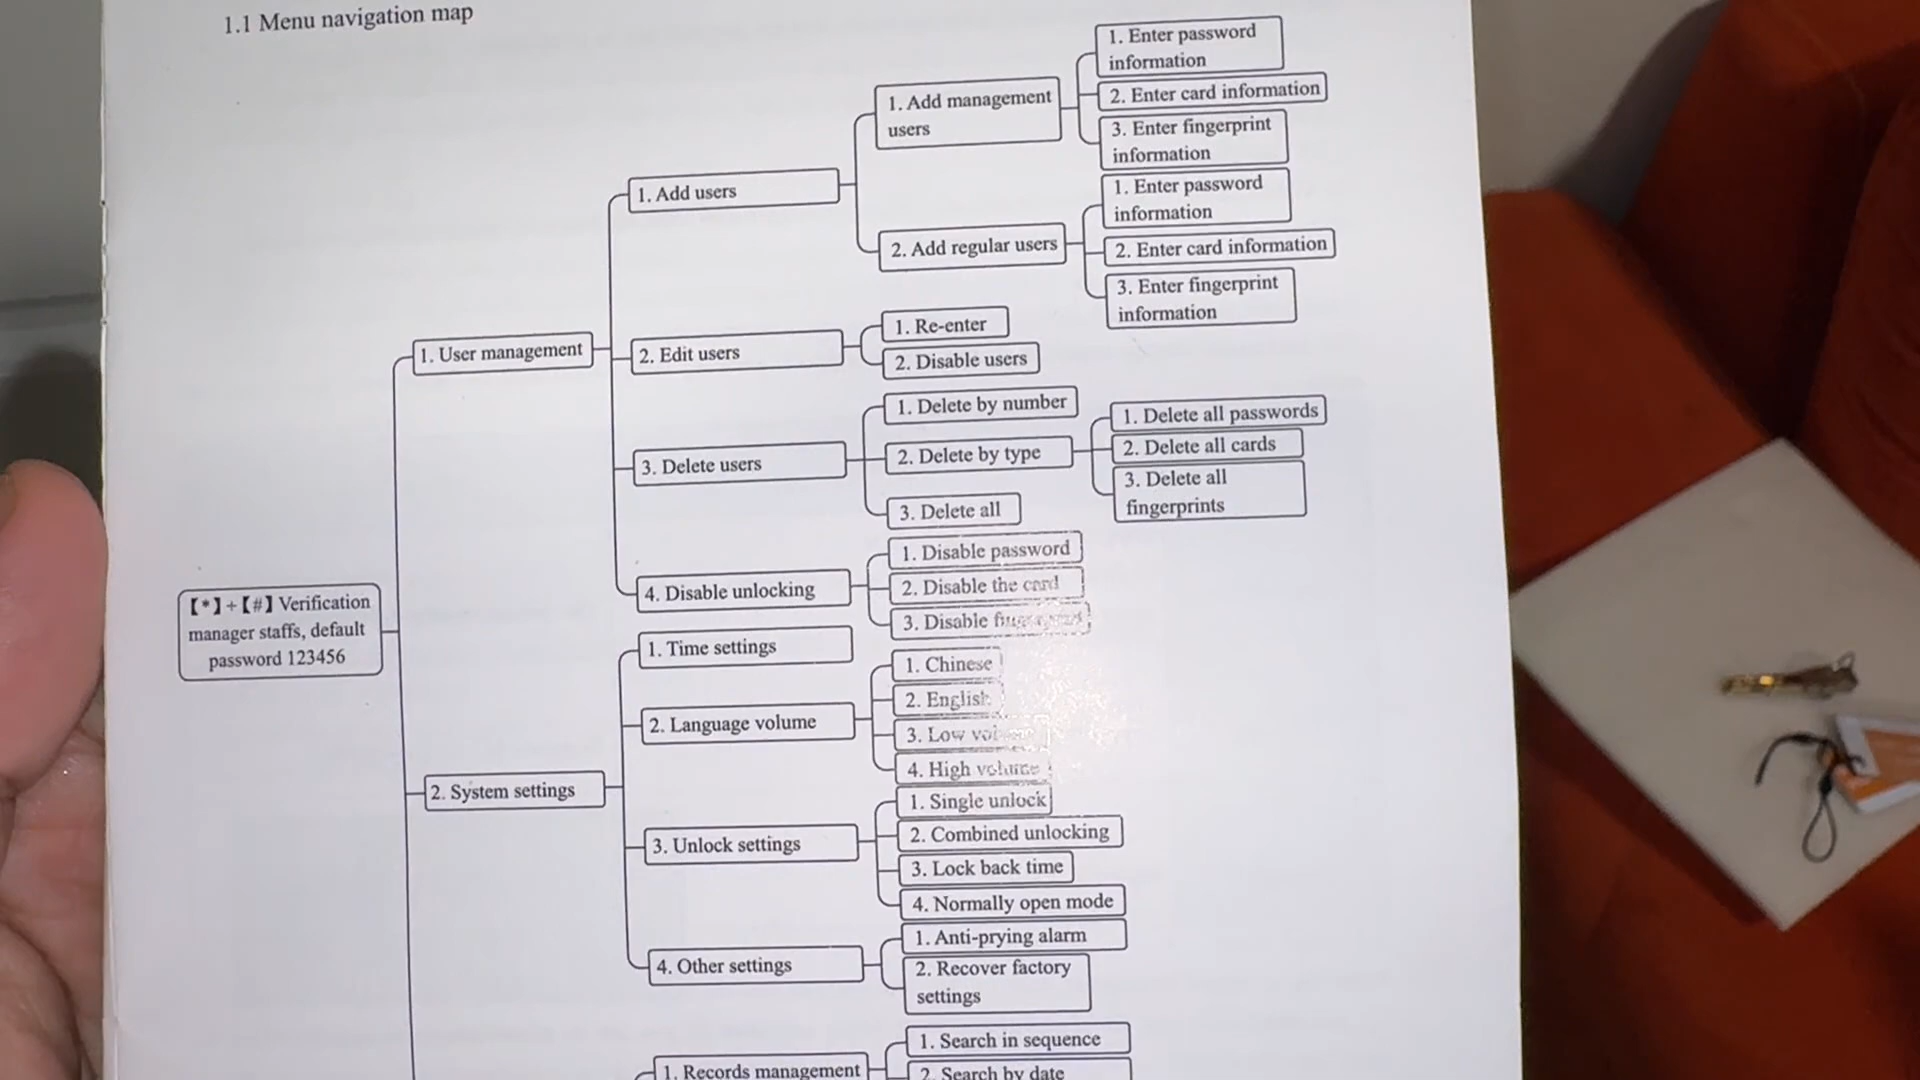 1.1 Menu navigation map
【*】+【#】Verification
manager staffs, default
password 123456
1. User management
1. Add users
1. Add management
users
1. Enter password
information
2. Enter card information
3. Enter fingerprint
information
2. Add regular users
1. Enter password
information
2. Enter card information
3. Enter fingerprint
information
2. Edit users
1. Re-enter
2. Disable users
3. Delete users
1. Delete by number
2. Delete by type
1. Delete all passwords
2. Delete all cards
3. Delete all
fingerprints
3. Delete all
4. Disable unlocking
1. Disable password
2. Disable the card
3. Disable
2. System settings
1. Time settings
2. Language volume
1. Chinese
2. English
3. Low
4. High volume
3. Unlock settings
1. Single unlock
2. Combined unlocking
3. Lock back time
4. Normally open mode
4. Other settings
1. Anti-prying alarm
2. Recover factory
settings
1. Records management
1. Search in sequence
2. Search by date